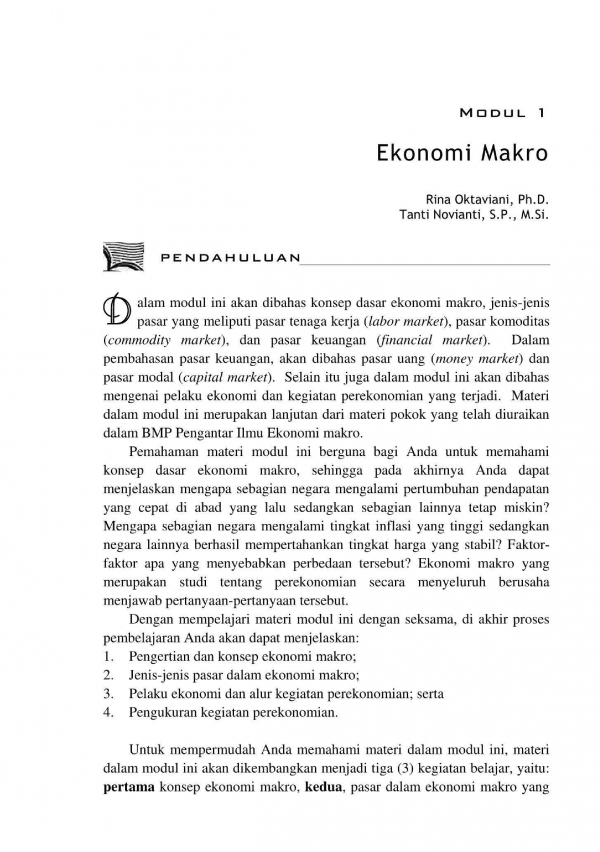 MODUL 1
Ekonomi Makro
Rina Oktaviani, Ph.D.
Tanti Novianti, S.P., M.Si.
PENDAHULUAN
Dalam modul ini akan dibahas konsep dasar ekonomi makro, jenis-jenis
pasar yang meliputi pasar tenaga kerja (labor market), pasar komoditas
(commodity market), dan pasar keuangan (financial market). Dalam
pembahasan pasar keuangan, akan dibahas pasar uang (money market) dan
pasar modal (capital market). Selain itu juga dalam modul ini akan dibahas
mengenai pelaku ekonomi dan kegiatan perekonomian yang terjadi. Materi
dalam modul ini merupakan lanjutan dari materi pokok yang telah diuraikan
dalam BMP Pengantar Ilmu Ekonomi makro.
Pemahaman materi modul ini berguna bagi Anda untuk memahami
konsep dasar ekonomi makro, sehingga pada akhirnya Anda dapat
menjelaskan mengapa sebagian negara mengalami pertumbuhan pendapatan
yang cepat di abad yang lalu sedangkan sebagian lainnya tetap miskin?
Mengapa sebagian negara mengalami tingkat inflasi yang tinggi sedangkan
negara lainnya berhasil mempertahankan tingkat harga yang stabil? Faktor-
faktor apa yang menyebabkan perbedaan tersebut? Ekonomi makro yang
merupakan studi tentang perekonomian secara menyeluruh berusaha
menjawab pertanyaan-pertanyaan tersebut.
Dengan mempelajari materi modul ini dengan seksama, di akhir proses
pembelajaran Anda akan dapat menjelaskan:
1. Pengertian dan konsep ekonomi makro;
2. Jenis-jenis pasar dalam ekonomi makro;
3. Pelaku ekonomi dan alur kegiatan perekonomian; serta
4. Pengukuran kegiatan perekonomian.
Untuk mempermudah Anda memahami materi dalam modul ini, materi
dalam modul ini akan dikembangkan menjadi tiga (3) kegiatan belajar, yaitu:
pertama konsep ekonomi makro, kedua, pasar dalam ekonomi makro yang